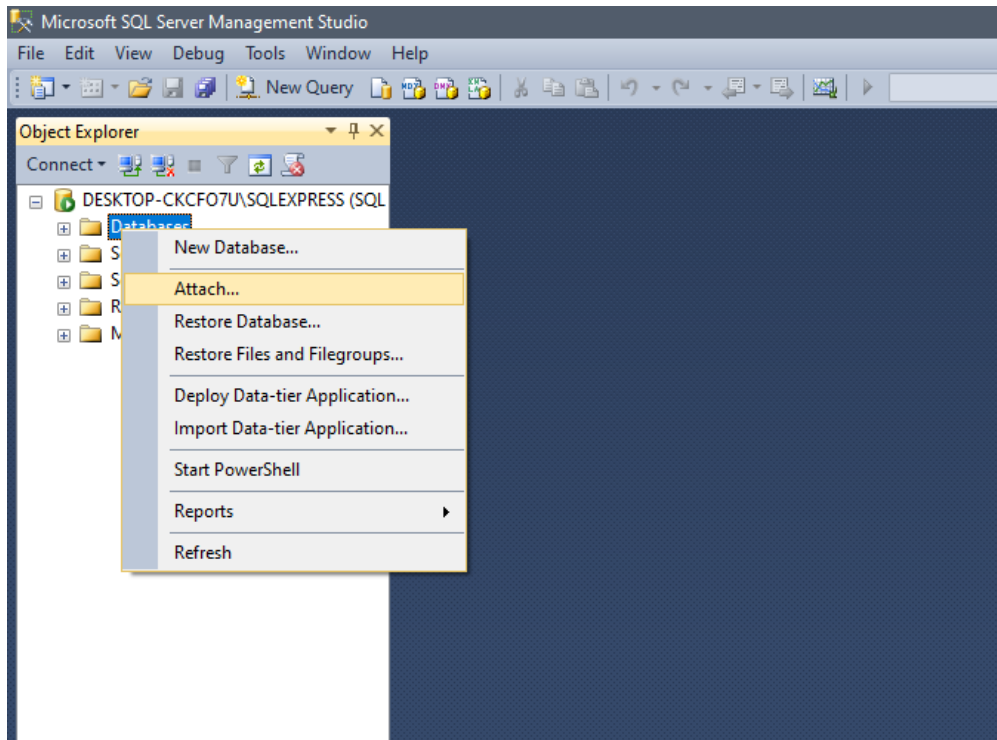 Microsoft SQL Server Management Studio
File Edit View Debug Tools Window Help
New Query
Object Explorer
Connect
DESKTOP-CKCFO7U\SQLEXPRESS (SQL
Databases
S
S
R
M
New Database...
Attach...
Restore Database...
Restore Files and Filegroups...
Deploy Data-tier Application...
Import Data-tier Application...
Start PowerShell
Reports
Refresh